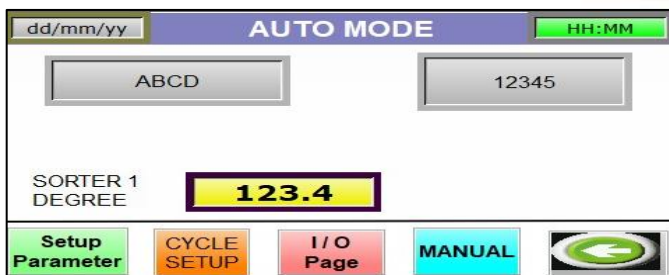 dd/mm/yy AUTO MODE HH:MM
ABCD 12345
SORTER 1
DEGREE 123.4
Setup
Parameter
CYCLE
SETUP
I/O
Page
MANUAL